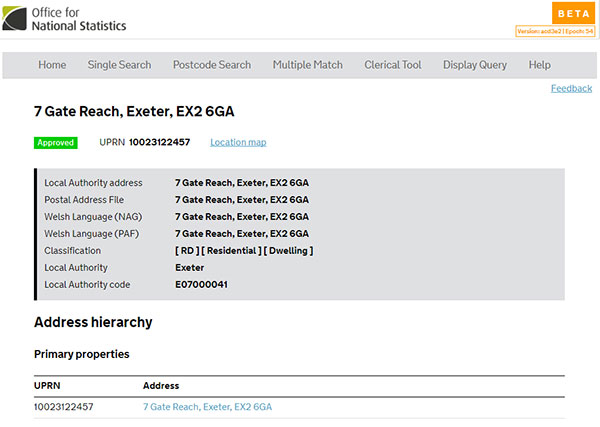 Office for
National Statistics
BETA
Version: acd3e2 | Epoch: 54
Home Single Search Postcode Search Multiple Match Clerical Tool Display Query Help
Feedback
7 Gate Reach, Exeter, EX2 6GA
Approved UPRN 10023122457 Location map
Local Authority address 7 Gate Reach, Exeter, EX2 6GA
Postal Address File 7 Gate Reach, Exeter, EX2 6GA
Welsh Language (NAG) 7 Gate Reach, Exeter, EX2 6GA
Welsh Language (PAF) 7 Gate Reach, Exeter, EX2 6GA
Classification [ RD ] [ Residential ] [ Dwelling ]
Local Authority Exeter
Local Authority code E07000041
Address hierarchy
Primary properties
UPRN Address
10023122457 7 Gate Reach, Exeter, EX2 6GA